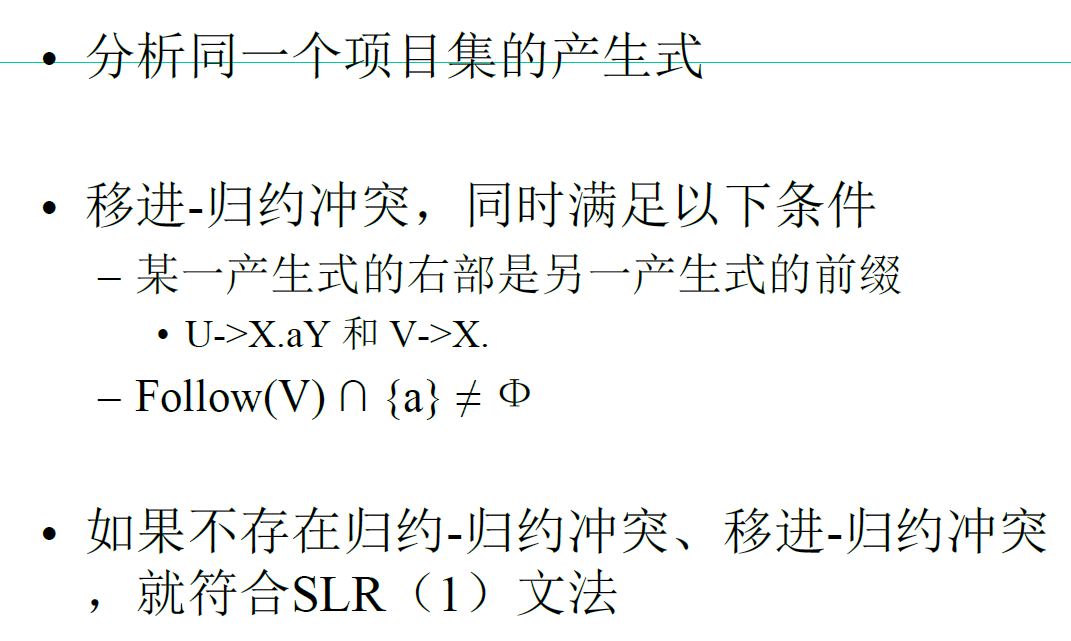 • 分析同一个项目集的产生式
• 移进-归约冲突，同时满足以下条件
– 某一产生式的右部是另一产生式的前缀
• U->X.aY 和 V->X.
– Follow(V) ∩ {a} ≠ Φ
• 如果不存在归约-归约冲突、移进-归约冲突
，就符合SLR（1）文法